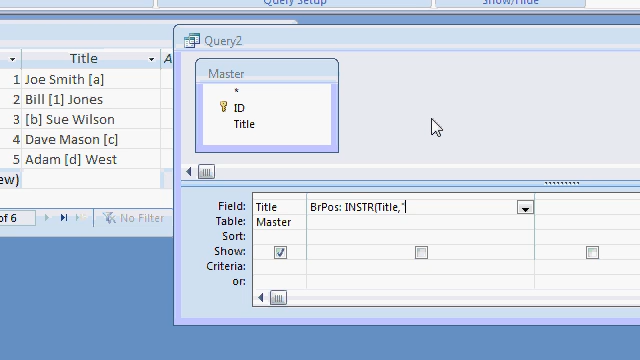 Query Setup
Show/Hide
Title
A
1 Joe Smith [a]
2 Bill [1] Jones
3 [b] Sue Wilson
4 Dave Mason [c]
5 Adam [d] West
ew)
of 6
No Filter
Query2
Master
*
ID
Title
Field: Title BrPos: INSTR(Title,"
Table: Master
Sort:
Show:
Criteria:
or: